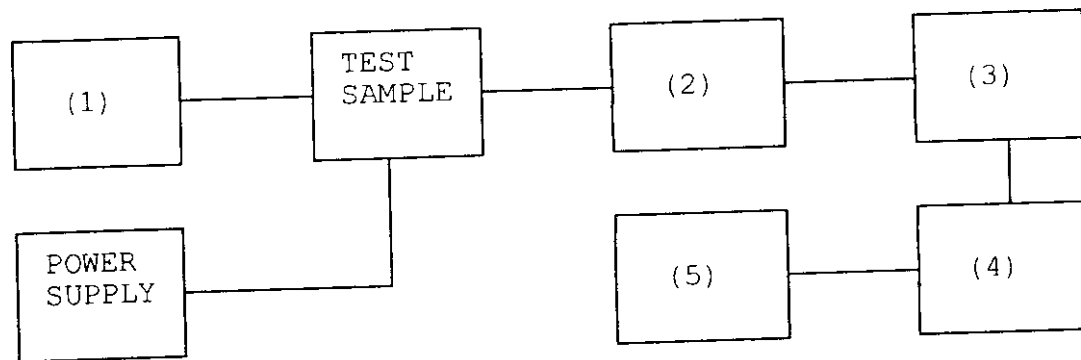 (1)
TEST
SAMPLE
(2)
(3)
POWER
SUPPLY
(5)
(4)